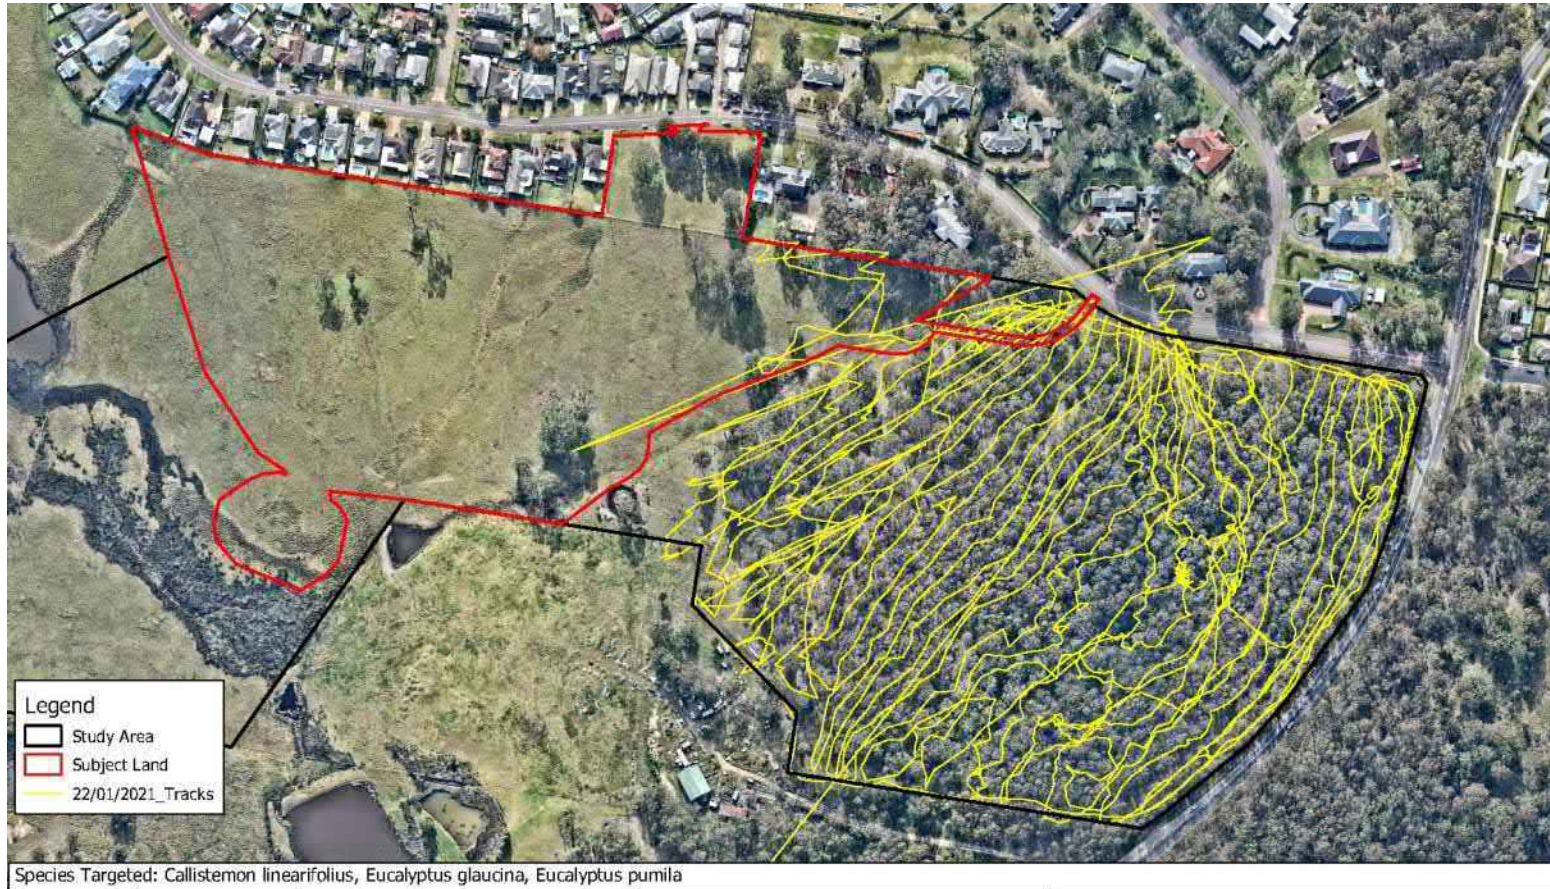 Legend
Study Area
Subject Land
22/01/2021_Tracks
Species Targeted: Callistemon linearifolius, Eucalyptus glaucina, Eucalyptus pumila